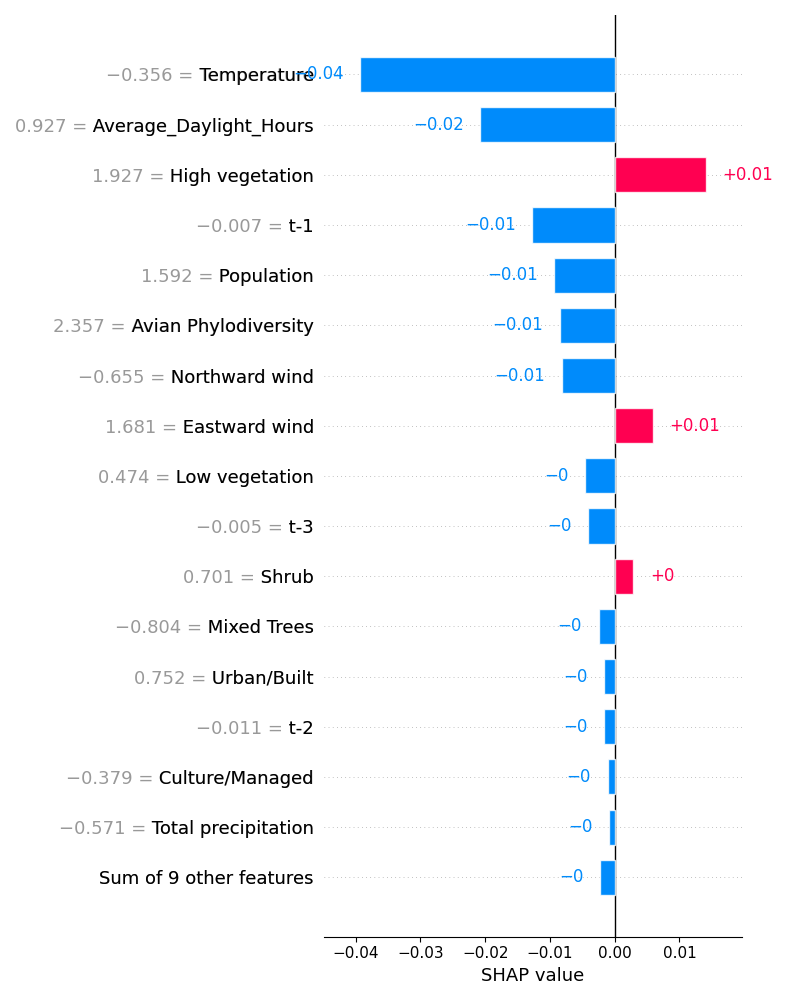 −0.356 = Temperature −0.04
0.927 = Average_Daylight_Hours −0.02
1.927 = High vegetation +0.01
−0.007 = t-1 −0.01
1.592 = Population −0.01
2.357 = Avian Phylodiversity −0.01
−0.655 = Northward wind −0.01
1.681 = Eastward wind +0.01
0.474 = Low vegetation −0
−0.005 = t-3 −0
0.701 = Shrub +0
−0.804 = Mixed Trees −0
0.752 = Urban/Built −0
−0.011 = t-2 −0
−0.379 = Culture/Managed −0
−0.571 = Total precipitation −0
Sum of 9 other features −0
−0.04 −0.03 −0.02 −0.01 0.00 0.01
SHAP value